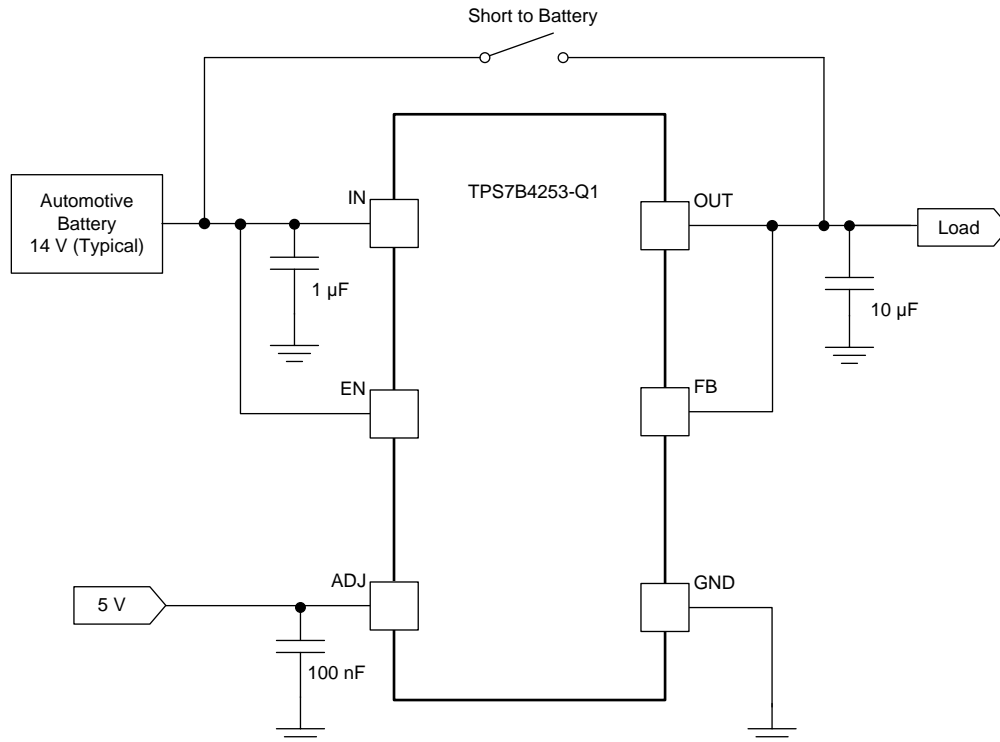 Short to Battery
TPS7B4253-Q1
IN
OUT
Automotive
Battery
14 V (Typical)
Load
1 µF
10 µF
EN
FB
ADJ
GND
5 V
100 nF